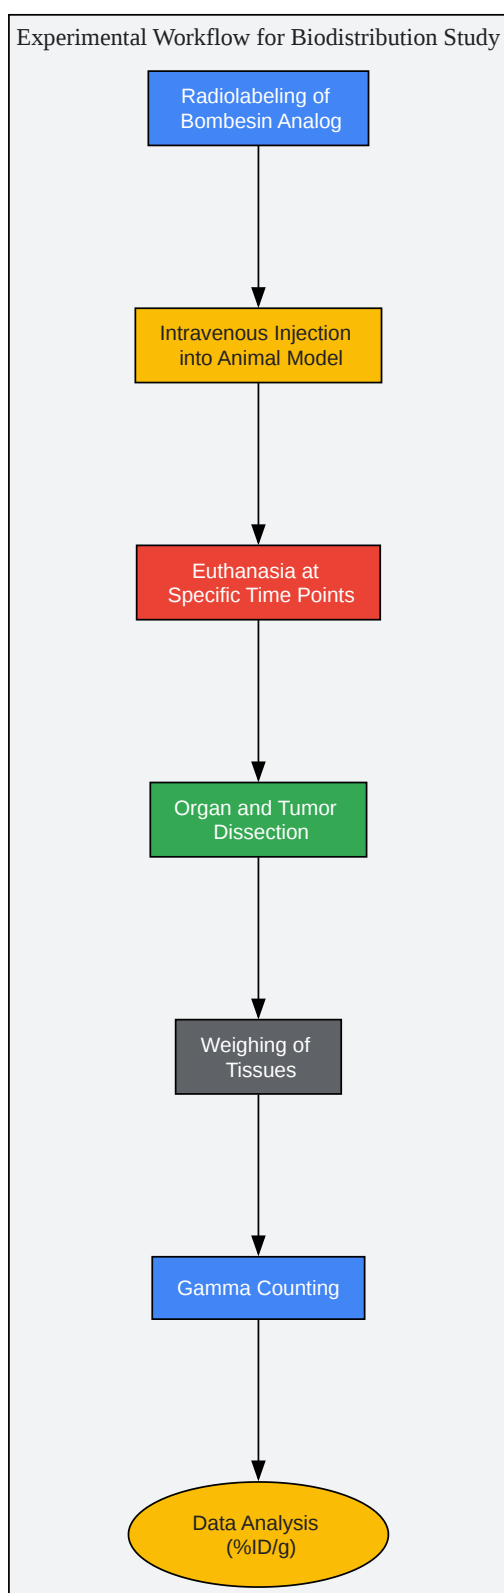 Experimental Workflow for Biodistribution Study
Radiolabeling of
Bombesin Analog
Intravenous Injection
into Animal Model
Euthanasia at
Specific Time Points
Organ and Tumor
Dissection
Weighing of
Tissues
Gamma Counting
Data Analysis
(%ID/g)